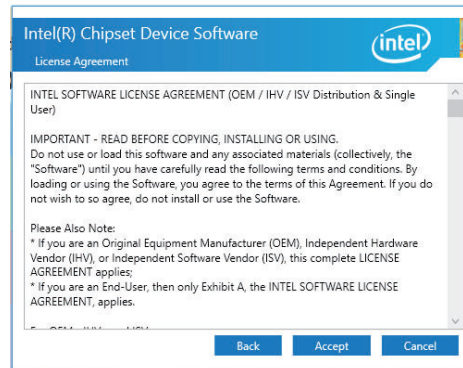 Intel(R) Chipset Device Software
intel
License Agreement
INTEL SOFTWARE LICENSE AGREEMENT (OEM / IHV / ISV Distribution & Single
User)
IMPORTANT - READ BEFORE COPYING, INSTALLING OR USING.
Do not use or load this software and any associated materials (collectively, the
"Software") until you have carefully read the following terms and conditions. By
loading or using the Software, you agree to the terms of this Agreement. If you do
not wish to so agree, do not install or use the Software.
Please Also Note:
* If you are an Original Equipment Manufacturer (OEM), Independent Hardware
Vendor (IHV), or Independent Software Vendor (ISV), this complete LICENSE
AGREEMENT applies;
* If you are an End-User, then only Exhibit A, the INTEL SOFTWARE LICENSE
AGREEMENT, applies.
Back Accept Cancel